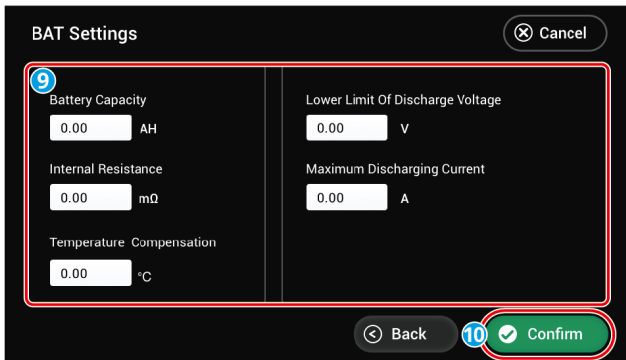 BAT Settings
Cancel
9
Battery Capacity
0.00 AH
Internal Resistance
0.00 mΩ
Temperature Compensation
0.00 °C
Lower Limit Of Discharge Voltage
0.00 V
Maximum Discharging Current
0.00 A
Back
10
Confirm